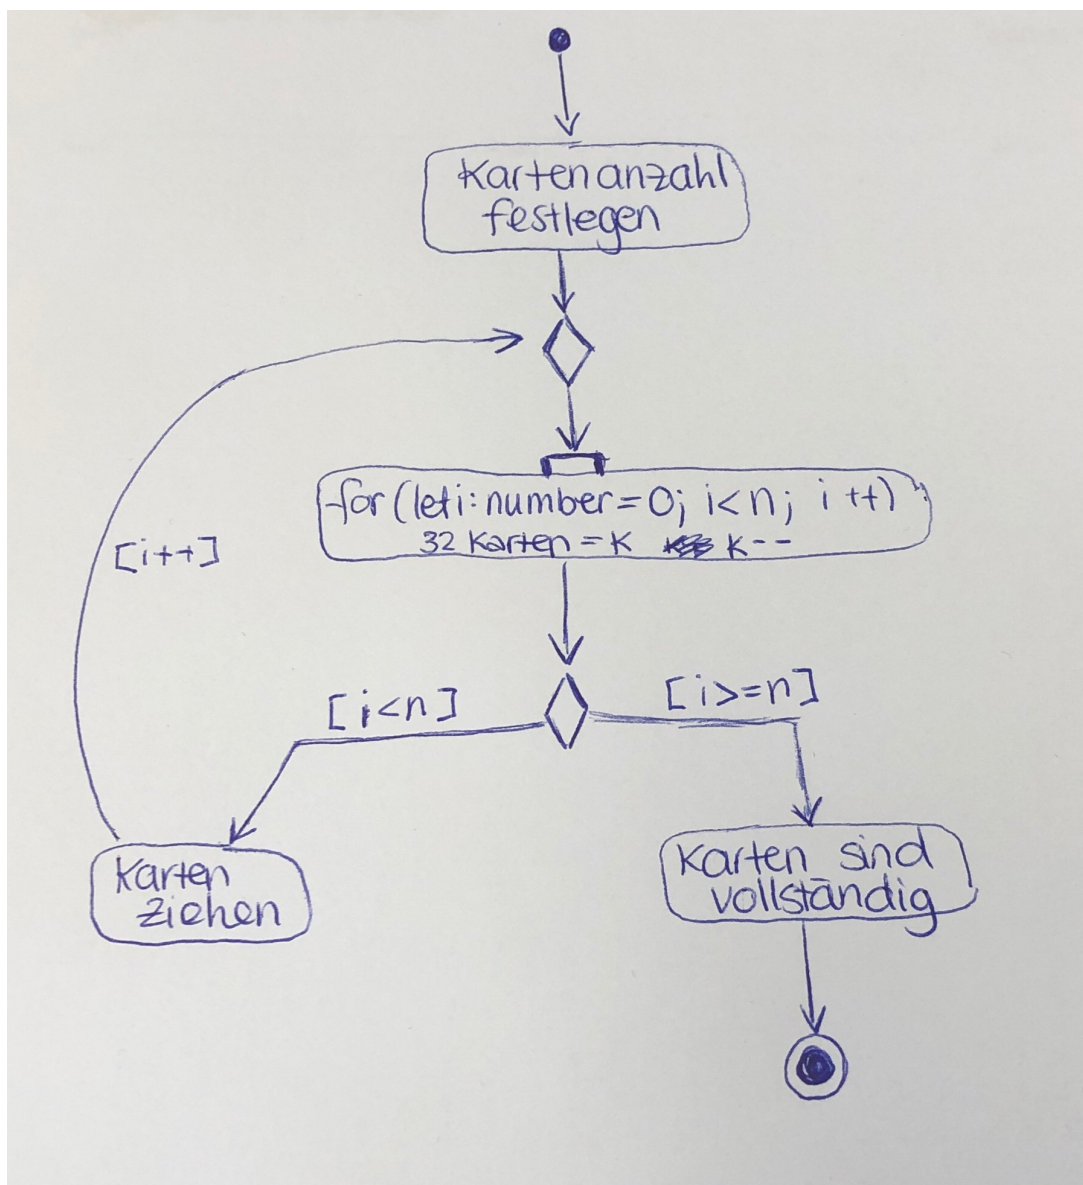 Kartenanzahl
festlegen
for (let i: number = 0; i < n; i ++)
32 Karten = K K--
[i++]
[i<n]
[i>=n]
Karten
ziehen
Karten sind
vollständig